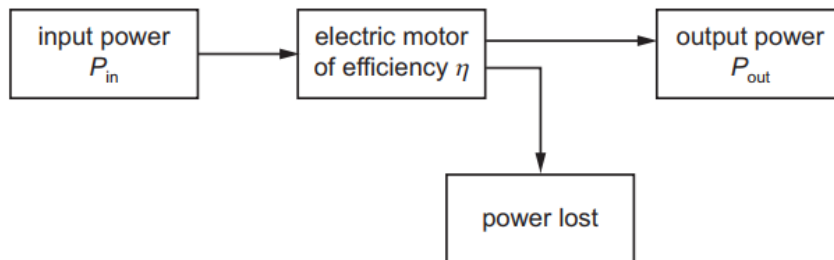 input power
P_in
electric motor
of efficiency η
output power
P_out
power lost